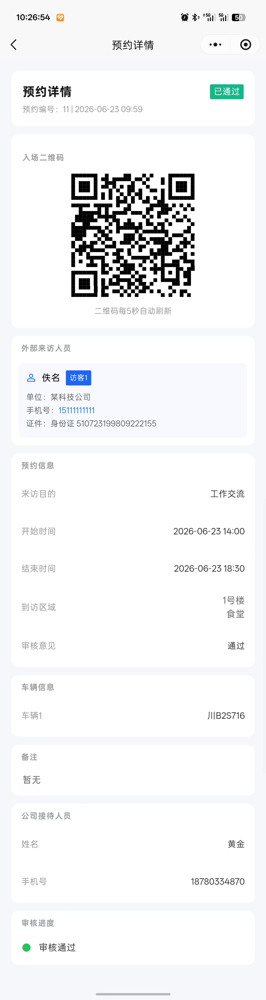 10:26:54
5G 5G 50
预约详情
预约详情
已通过
预约编号：11 | 2026-06-23 09:59
入场二维码
二维码每5秒自动刷新
外部来访人员
佚名 访客1
单位：某科技公司
手机号：15111111111
证件：身份证 510723199809222155
预约信息
来访目的 工作交流
开始时间 2026-06-23 14:00
结束时间 2026-06-23 18:30
到访区域 1号楼
食堂
审核意见 通过
车辆信息
车辆1 川B2S716
备注
暂无
公司接待人员
姓名 黄金
手机号 18780334870
审核进度
审核通过